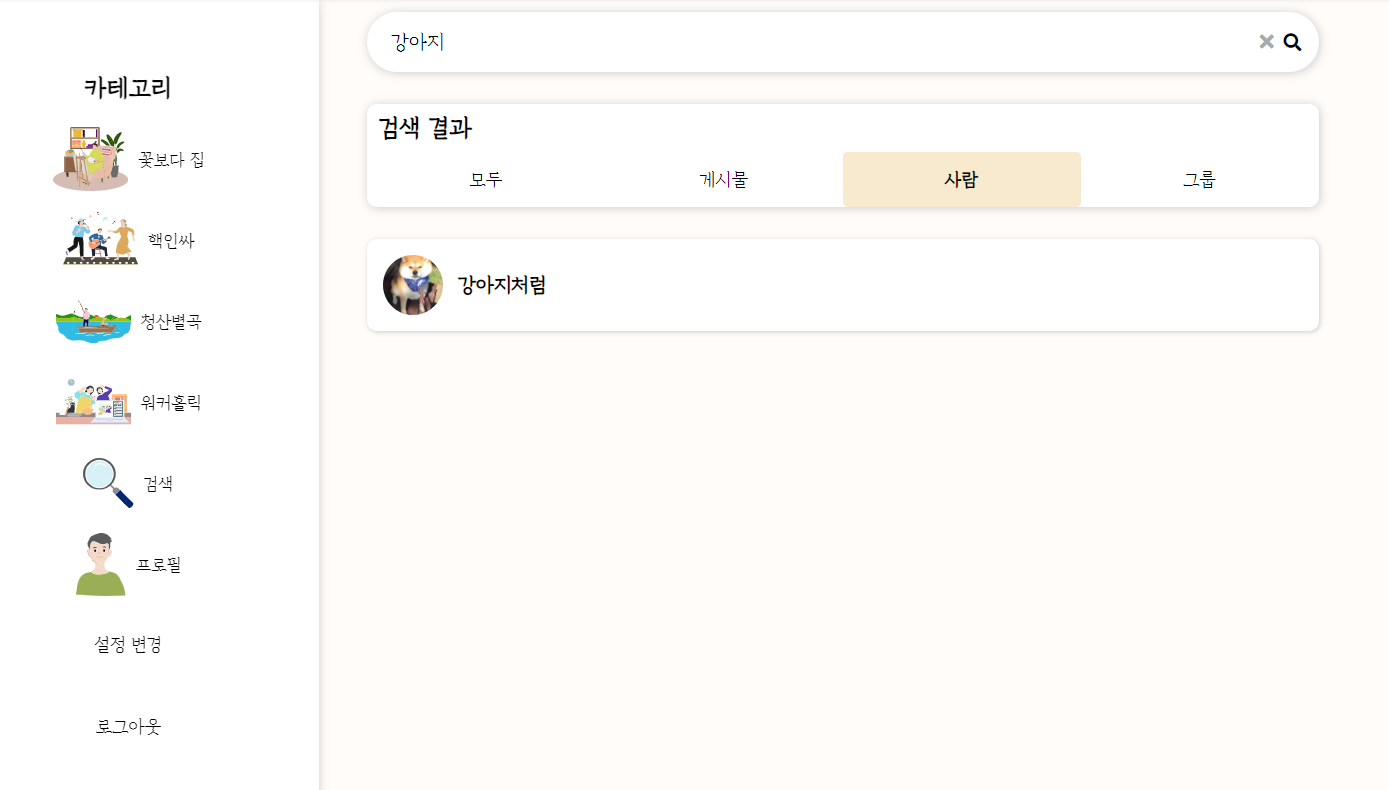 카테고리
꽃보다 집
핵인싸
청산별곡
워커홀릭
검색
프로필
설정 변경
로그아웃
강아지
검색 결과
모두 게시물 사람 그룹
강아지처럼